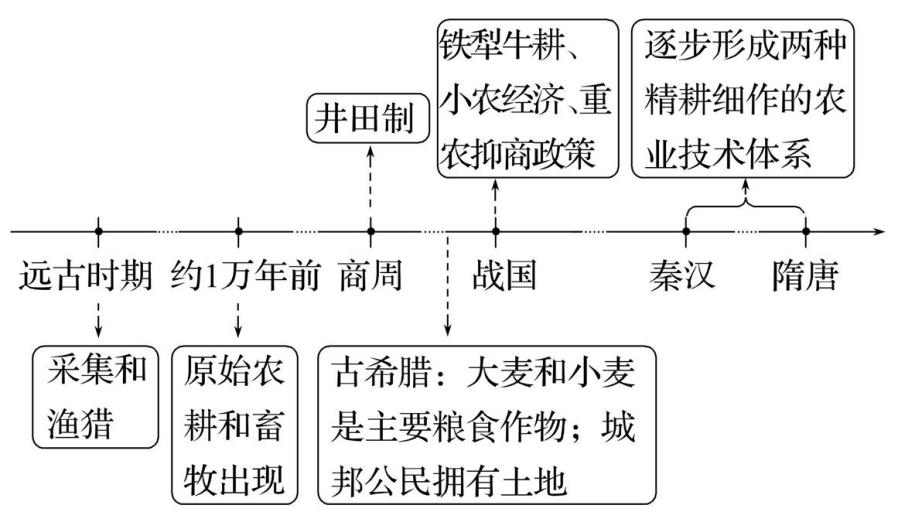 铁犁牛耕、
小农经济、重
农抑商政策
逐步形成两种
精耕细作的农
业技术体系
井田制
远古时期
约1万年前
商周
战国
秦汉
隋唐
采集和
渔猎
原始农
耕和畜
牧出现
古希腊：大麦和小麦
是主要粮食作物；城
邦公民拥有土地